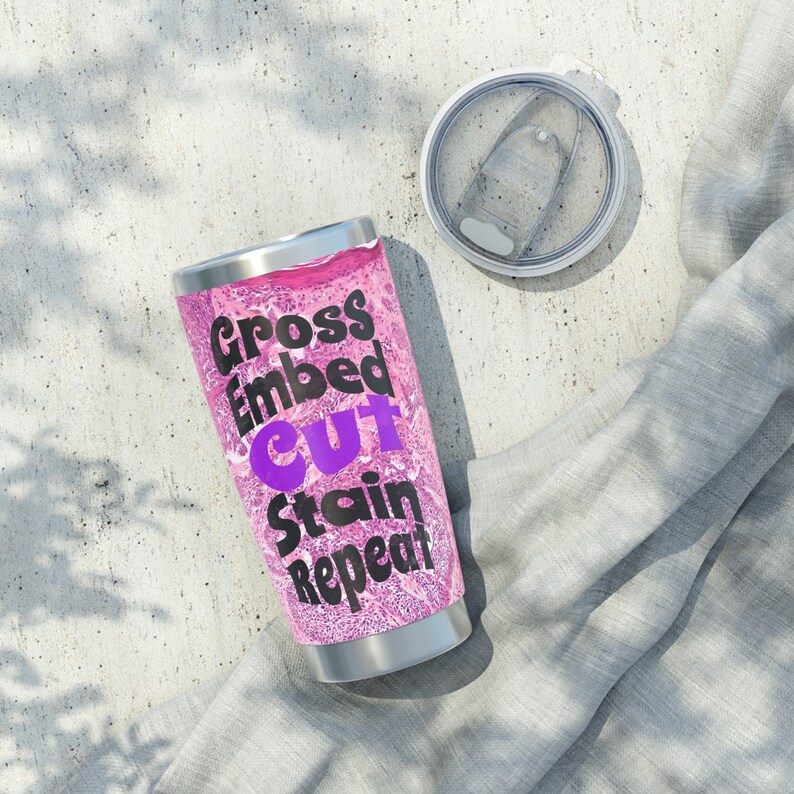 Gross
Embed
Cut
Stain
Repeat